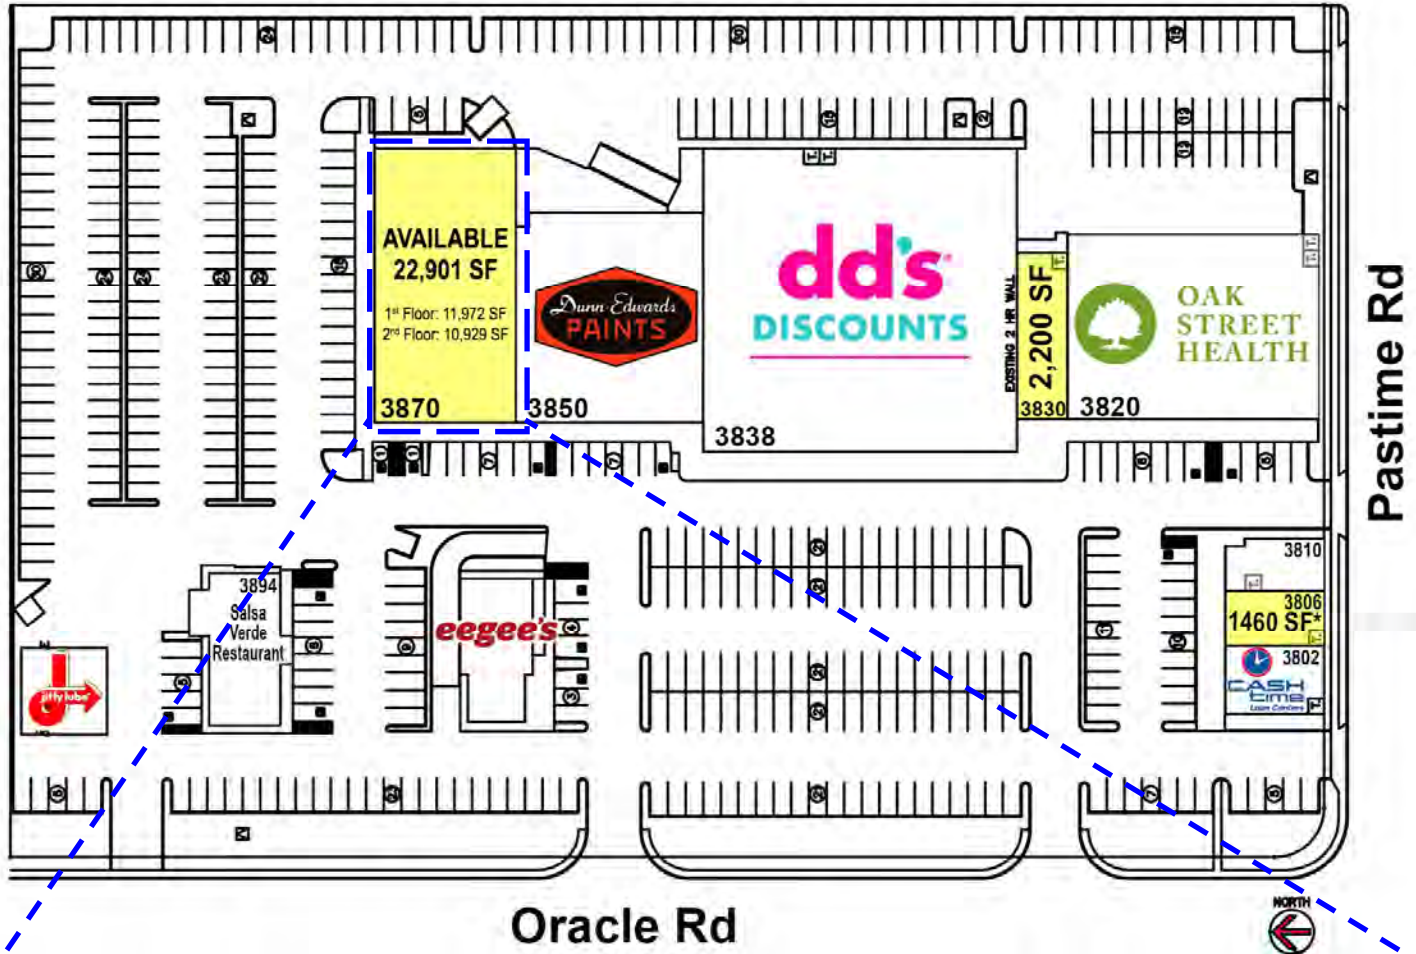 AVAILABLE
22,901 SF
1st Floor: 11,972 SF
2nd Floor: 10,929 SF
3870
Dunn-Edwards
PAINTS
3850
dd's
DISCOUNTS
3838
EXISTING 2 HR WALL
2,200 SF
3830
OAK
STREET
HEALTH
3820
Pastime Rd
3894
Salsa
Verde
Restaurant
eegee's
jiffy lube
3810
3806
1460 SF*
3802
CASH
time
Loan Centers
Oracle Rd
NORTH